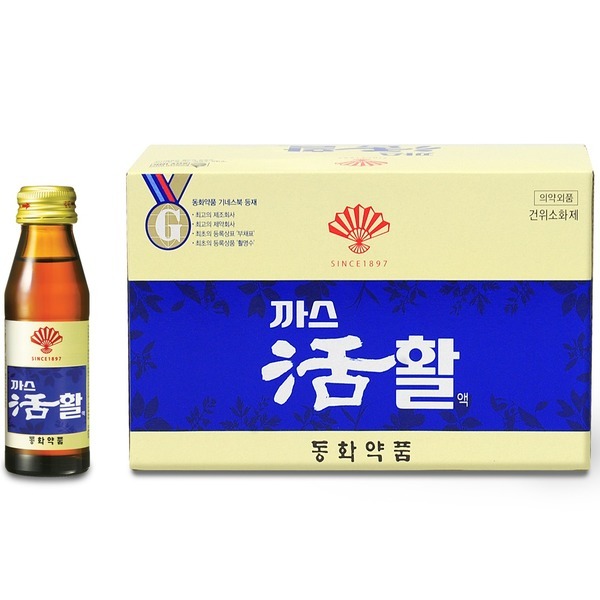 까스
동화약품 기네스북 등재
• 최고의 제조회사
• 최고의 제약회사
• 최초의 등록상표 '부채표'
• 최초의 등록상품 '활명수'
G
SINCE1897
의약외품
건위소화제
까스
活활액
동화약품
SINCE1897
까스
活활액
동화약품